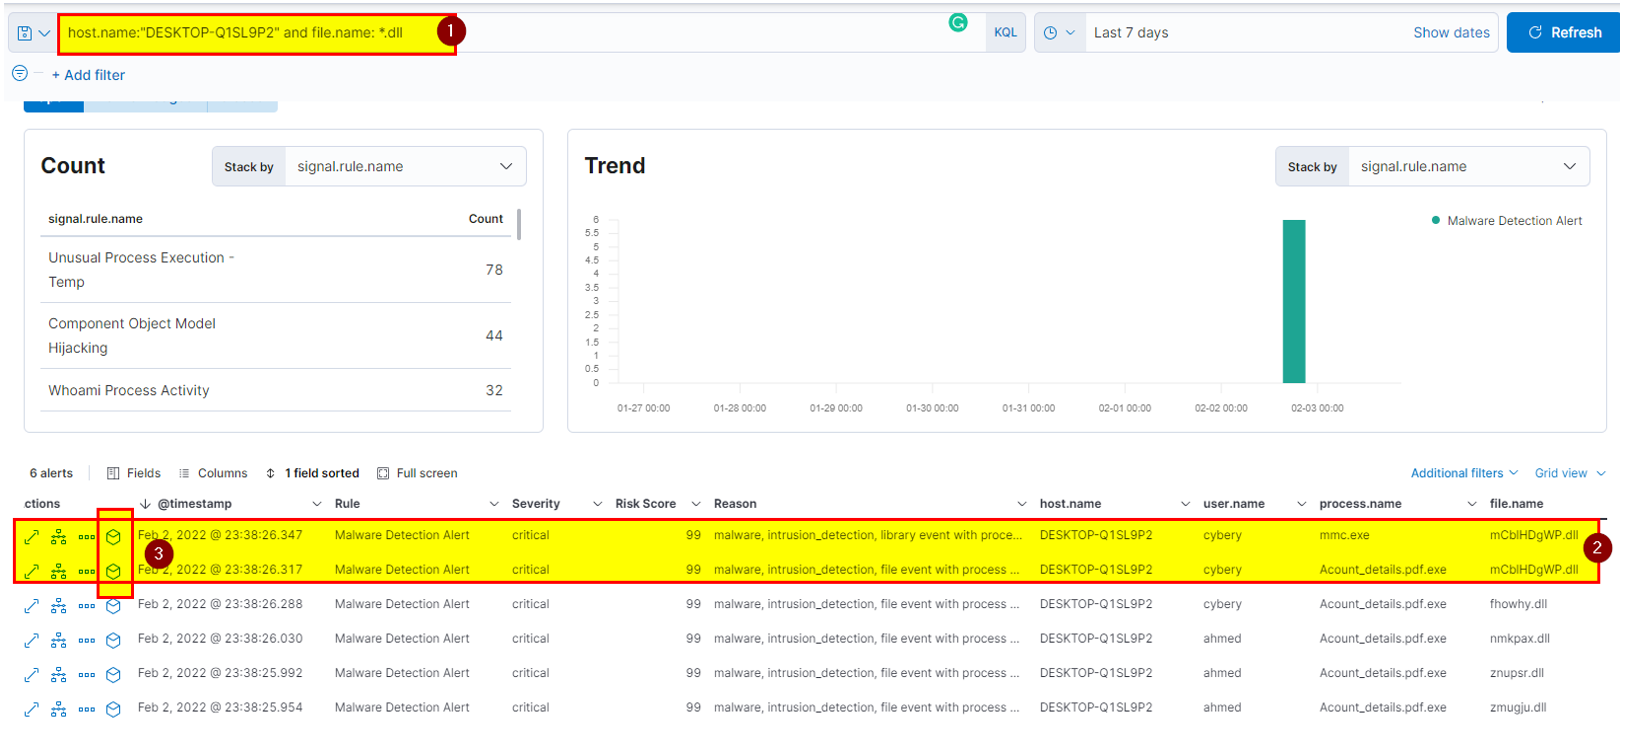 host.name:"DESKTOP-Q1SL9P2" and file.name: *.dll 1 KQL Last 7 days Show dates Refresh
+ Add filter
Count Stack by signal.rule.name
signal.rule.name Count
Unusual Process Execution -
Temp 78
Component Object Model
Hijacking 44
Whoami Process Activity 32
Trend Stack by signal.rule.name
Malware Detection Alert
6
5.5
5
4.5
4
3.5
3
2.5
2
1.5
1
0.5
0
01-27 00:00 01-28 00:00 01-29 00:00 01-30 00:00 01-31 00:00 02-01 00:00 02-02 00:00 02-03 00:00
6 alerts Fields Columns 1 field sorted Full screen Additional filters Grid view
ctions @timestamp Rule Severity Risk Score Reason host.name user.name process.name file.name
Feb 2, 2022 @ 23:38:26.347 Malware Detection Alert critical 99 malware, intrusion_detection, library event with proce... DESKTOP-Q1SL9P2 cybery mmc.exe mCblHDgWP.dll
3 2
Feb 2, 2022 @ 23:38:26.317 Malware Detection Alert critical 99 malware, intrusion_detection, file event with process ... DESKTOP-Q1SL9P2 cybery Acount_details.pdf.exe mCblHDgWP.dll
Feb 2, 2022 @ 23:38:26.288 Malware Detection Alert critical 99 malware, intrusion_detection, file event with process ... DESKTOP-Q1SL9P2 cybery Acount_details.pdf.exe fhowhy.dll
Feb 2, 2022 @ 23:38:26.030 Malware Detection Alert critical 99 malware, intrusion_detection, file event with process ... DESKTOP-Q1SL9P2 ahmed Acount_details.pdf.exe nmkpax.dll
Feb 2, 2022 @ 23:38:25.992 Malware Detection Alert critical 99 malware, intrusion_detection, file event with process ... DESKTOP-Q1SL9P2 ahmed Acount_details.pdf.exe znupsr.dll
Feb 2, 2022 @ 23:38:25.954 Malware Detection Alert critical 99 malware, intrusion_detection, file event with process ... DESKTOP-Q1SL9P2 ahmed Acount_details.pdf.exe zmugju.dll